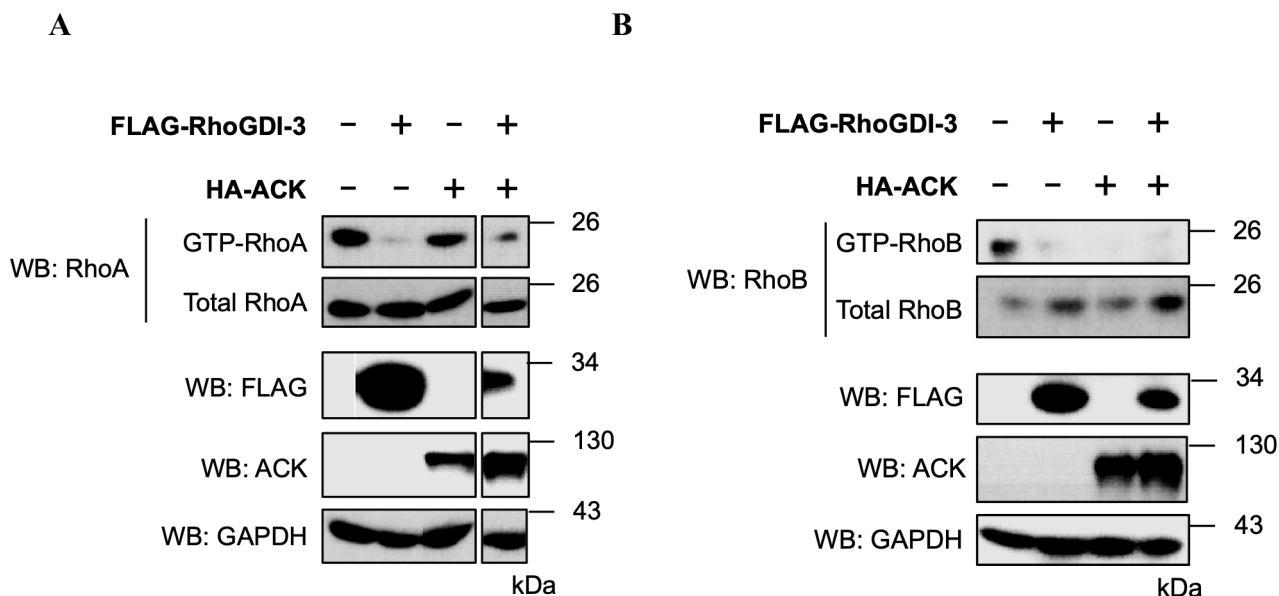 A
FLAG-RhoGDI-3 − + − +
HA-ACK − − + +
WB: RhoA
GTP-RhoA 26
Total RhoA 26
WB: FLAG 34
WB: ACK 130
WB: GAPDH 43
kDa
B
FLAG-RhoGDI-3 − + − +
HA-ACK − − + +
WB: RhoB
GTP-RhoB 26
Total RhoB 26
WB: FLAG 34
WB: ACK 130
WB: GAPDH 43
kDa